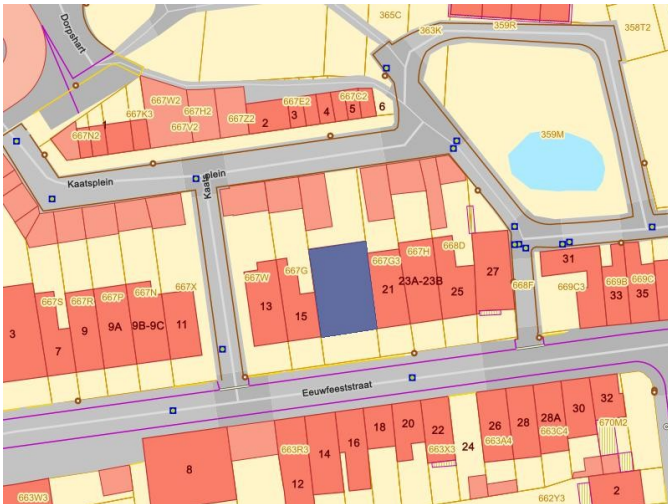 Dorpshart
365C
363K
359R
358T2
667W2
667K3
667H2
667E2
667C2
1
667V2
667Z2
2
3
4
5
6
667N2
359M
Kaatsplein
Kaatsplein
667W
667G
667G3
667H
668D
27
668F
31
669C3
669B
669C
33
35
667S
667R
667P
667N
667X
3
7
9
9A
9B-9C
11
13
15
21
23A-23B
25
Eeuwfeeststraat
8
663R3
12
14
16
18
20
22
663X3
24
26
663A4
28
28A
663C4
30
32
670M2
2
663W3
662Y3